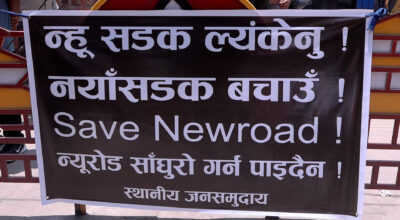 न्हू सडक ल्यंकेनु !
नयाँसडक बचाउँ !
Save Newroad !
न्यूरोड साँघुरो गर्न पाइदैन !
स्थानीय जनसमुदाय